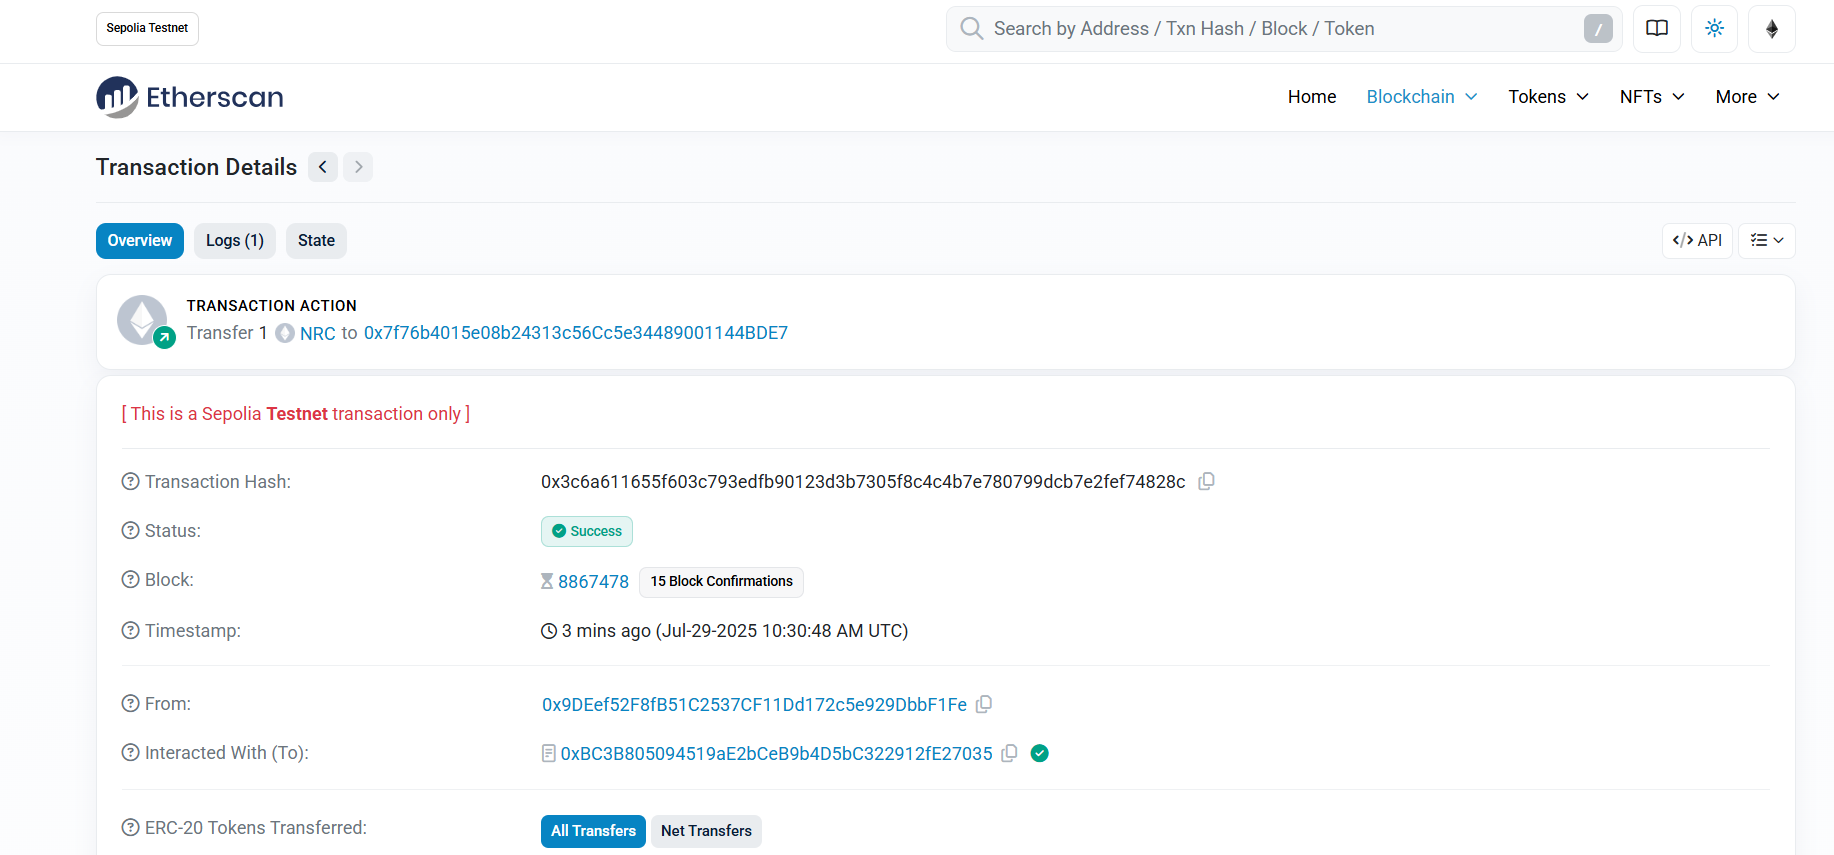 Sepolia Testnet
Search by Address / Txn Hash / Block / Token
/
Etherscan
Home
Blockchain
Tokens
NFTs
More
Transaction Details
Overview
Logs (1)
State
API
TRANSACTION ACTION
Transfer 1 NRC to 0x7f76b4015e08b24313c56Cc5e34489001144BDE7
[ This is a Sepolia Testnet transaction only ]
Transaction Hash:
0x3c6a611655f603c793edfb90123d3b7305f8c4c4b7e780799dcb7e2fef74828c
Status:
Success
Block:
8867478
15 Block Confirmations
Timestamp:
3 mins ago (Jul-29-2025 10:30:48 AM UTC)
From:
0x9DEef52F8fB51C2537CF11Dd172c5e929DbbF1Fe
Interacted With (To):
0xBC3B805094519aE2bCeB9b4D5bC322912fE27035
ERC-20 Tokens Transferred:
All Transfers
Net Transfers